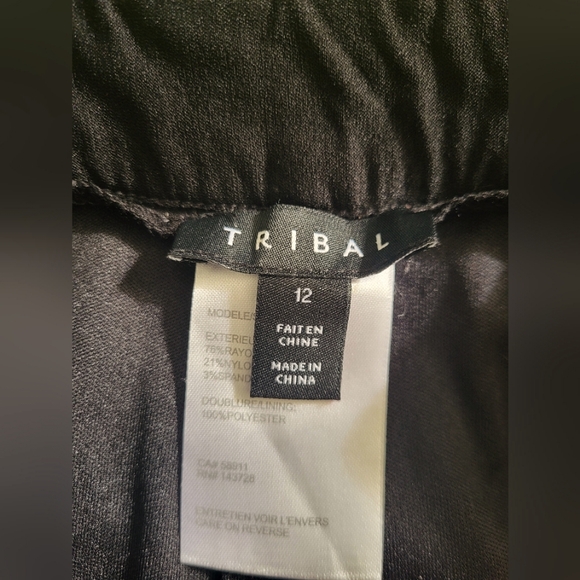 TRIBAL
12
FAIT EN
CHINE
MADE IN
CHINA
MODELE/
EXTERIEU
76%RAYO
21%NYLO
3%SPAND
DOUBLURE/LINING:
100%POLYESTER
CA# 58911
RN# 143728
ENTRETIEN VOIR L'ENVERS
CARE ON REVERSE